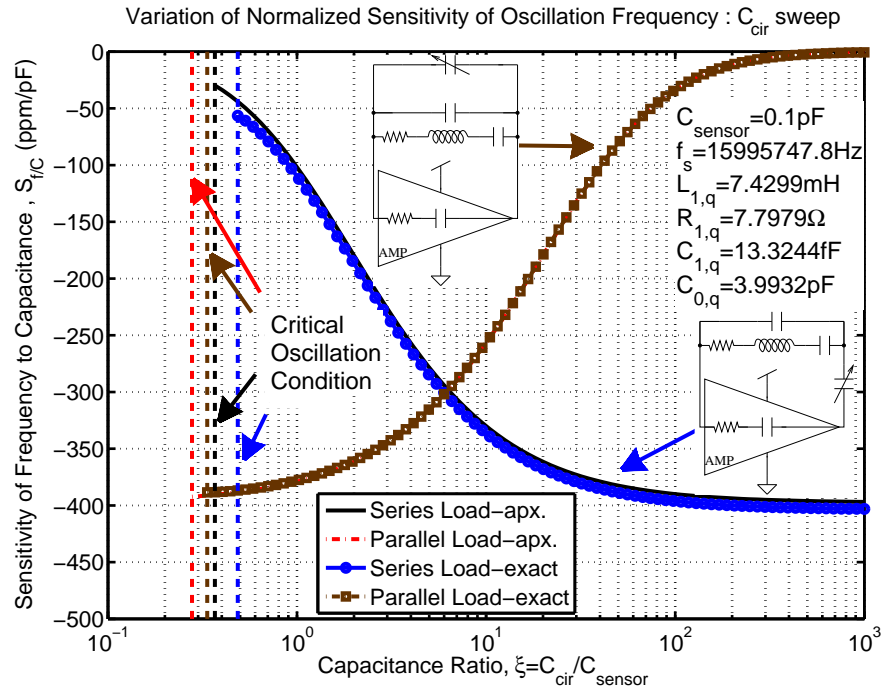 Variation of Normalized Sensitivity of Oscillation Frequency : C_cir sweep
Sensitivity of Frequency to Capacitance , S_f/C (ppm/pF)
0
−50
−100
−150
−200
−250
−300
−350
−400
−450
−500
AMP
C_sensor=0.1pF
f_s=15995747.8Hz
L_1,q=7.4299mH
R_1,q=7.7979Ω
C_1,q=13.3244fF
C_0,q=3.9932pF
Critical
Oscillation
Condition
AMP
Series Load−apx.
Parallel Load−apx.
Series Load−exact
Parallel Load−exact
10^−1
10^0
10^1
10^2
10^3
Capacitance Ratio, ξ=C_cir/C_sensor